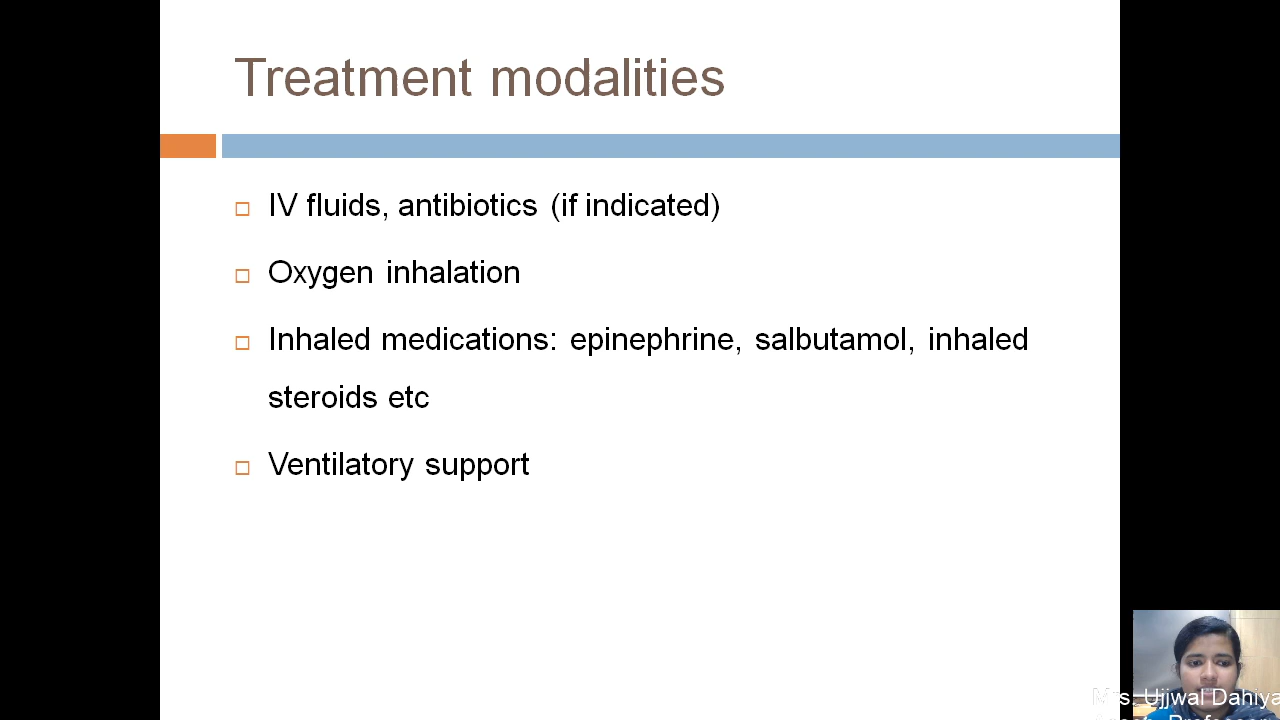 Treatment modalities
IV fluids, antibiotics (if indicated)
Oxygen inhalation
Inhaled medications: epinephrine, salbutamol, inhaled
steroids etc
Ventilatory support
Mrs. Ujjwal Dahiya